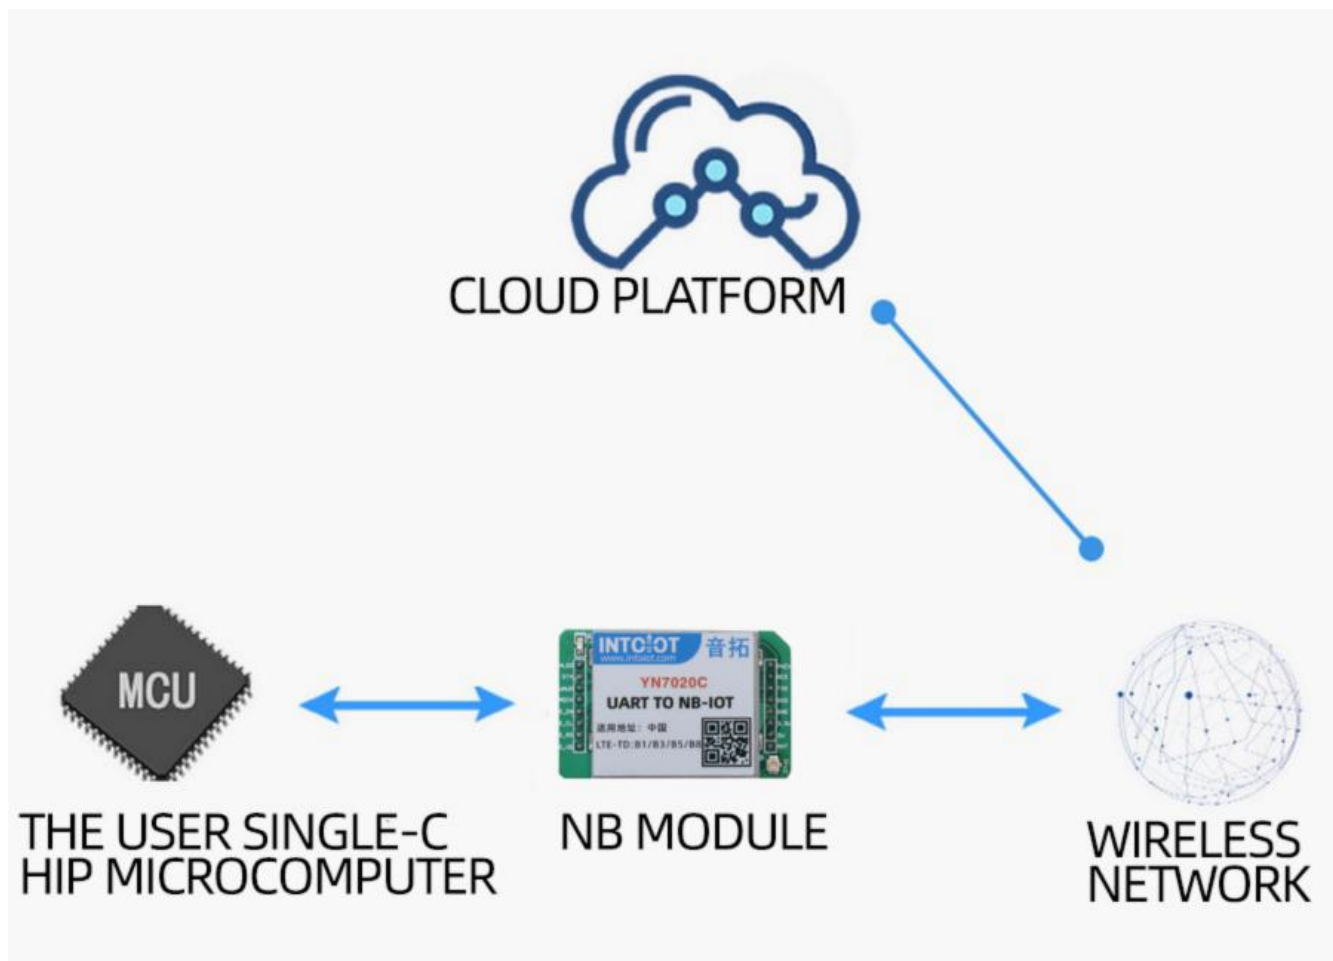 CLOUD PLATFORM
MCU
INTOIOT 音拓
www.intoiot.com
YN7020C
UART TO NB-IOT
适用地址：中国
LTE-TD:B1/B3/B5/B8
THE USER SINGLE-C
HIP MICROCOMPUTER
NB MODULE
WIRELESS
NETWORK